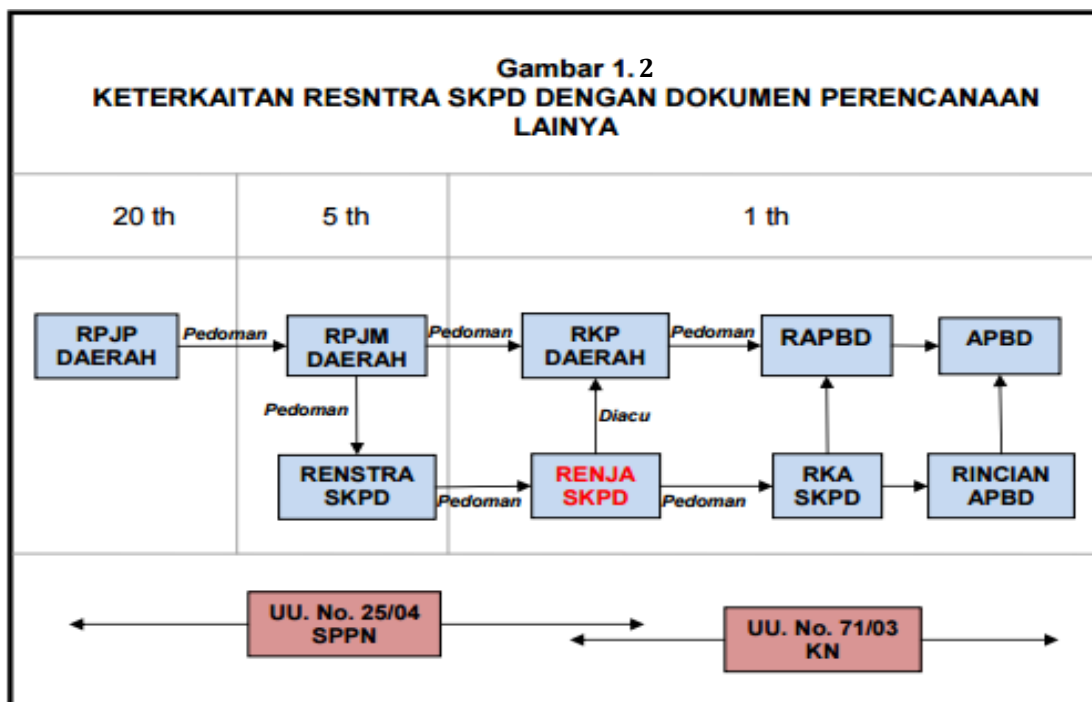 Gambar 1.2
KETERKAITAN RESNTRA SKPD DENGAN DOKUMEN PERENCANAAN
LAINYA
20 th
5 th
1 th
RPJP
DAERAH
Pedoman
RPJM
DAERAH
Pedoman
RKP
DAERAH
Pedoman
RAPBD
APBD
Pedoman
Diacu
RENSTRA
SKPD
Pedoman
RENJA
SKPD
Pedoman
RKA
SKPD
RINCIAN
APBD
UU. No. 25/04
SPPN
UU. No. 71/03
KN